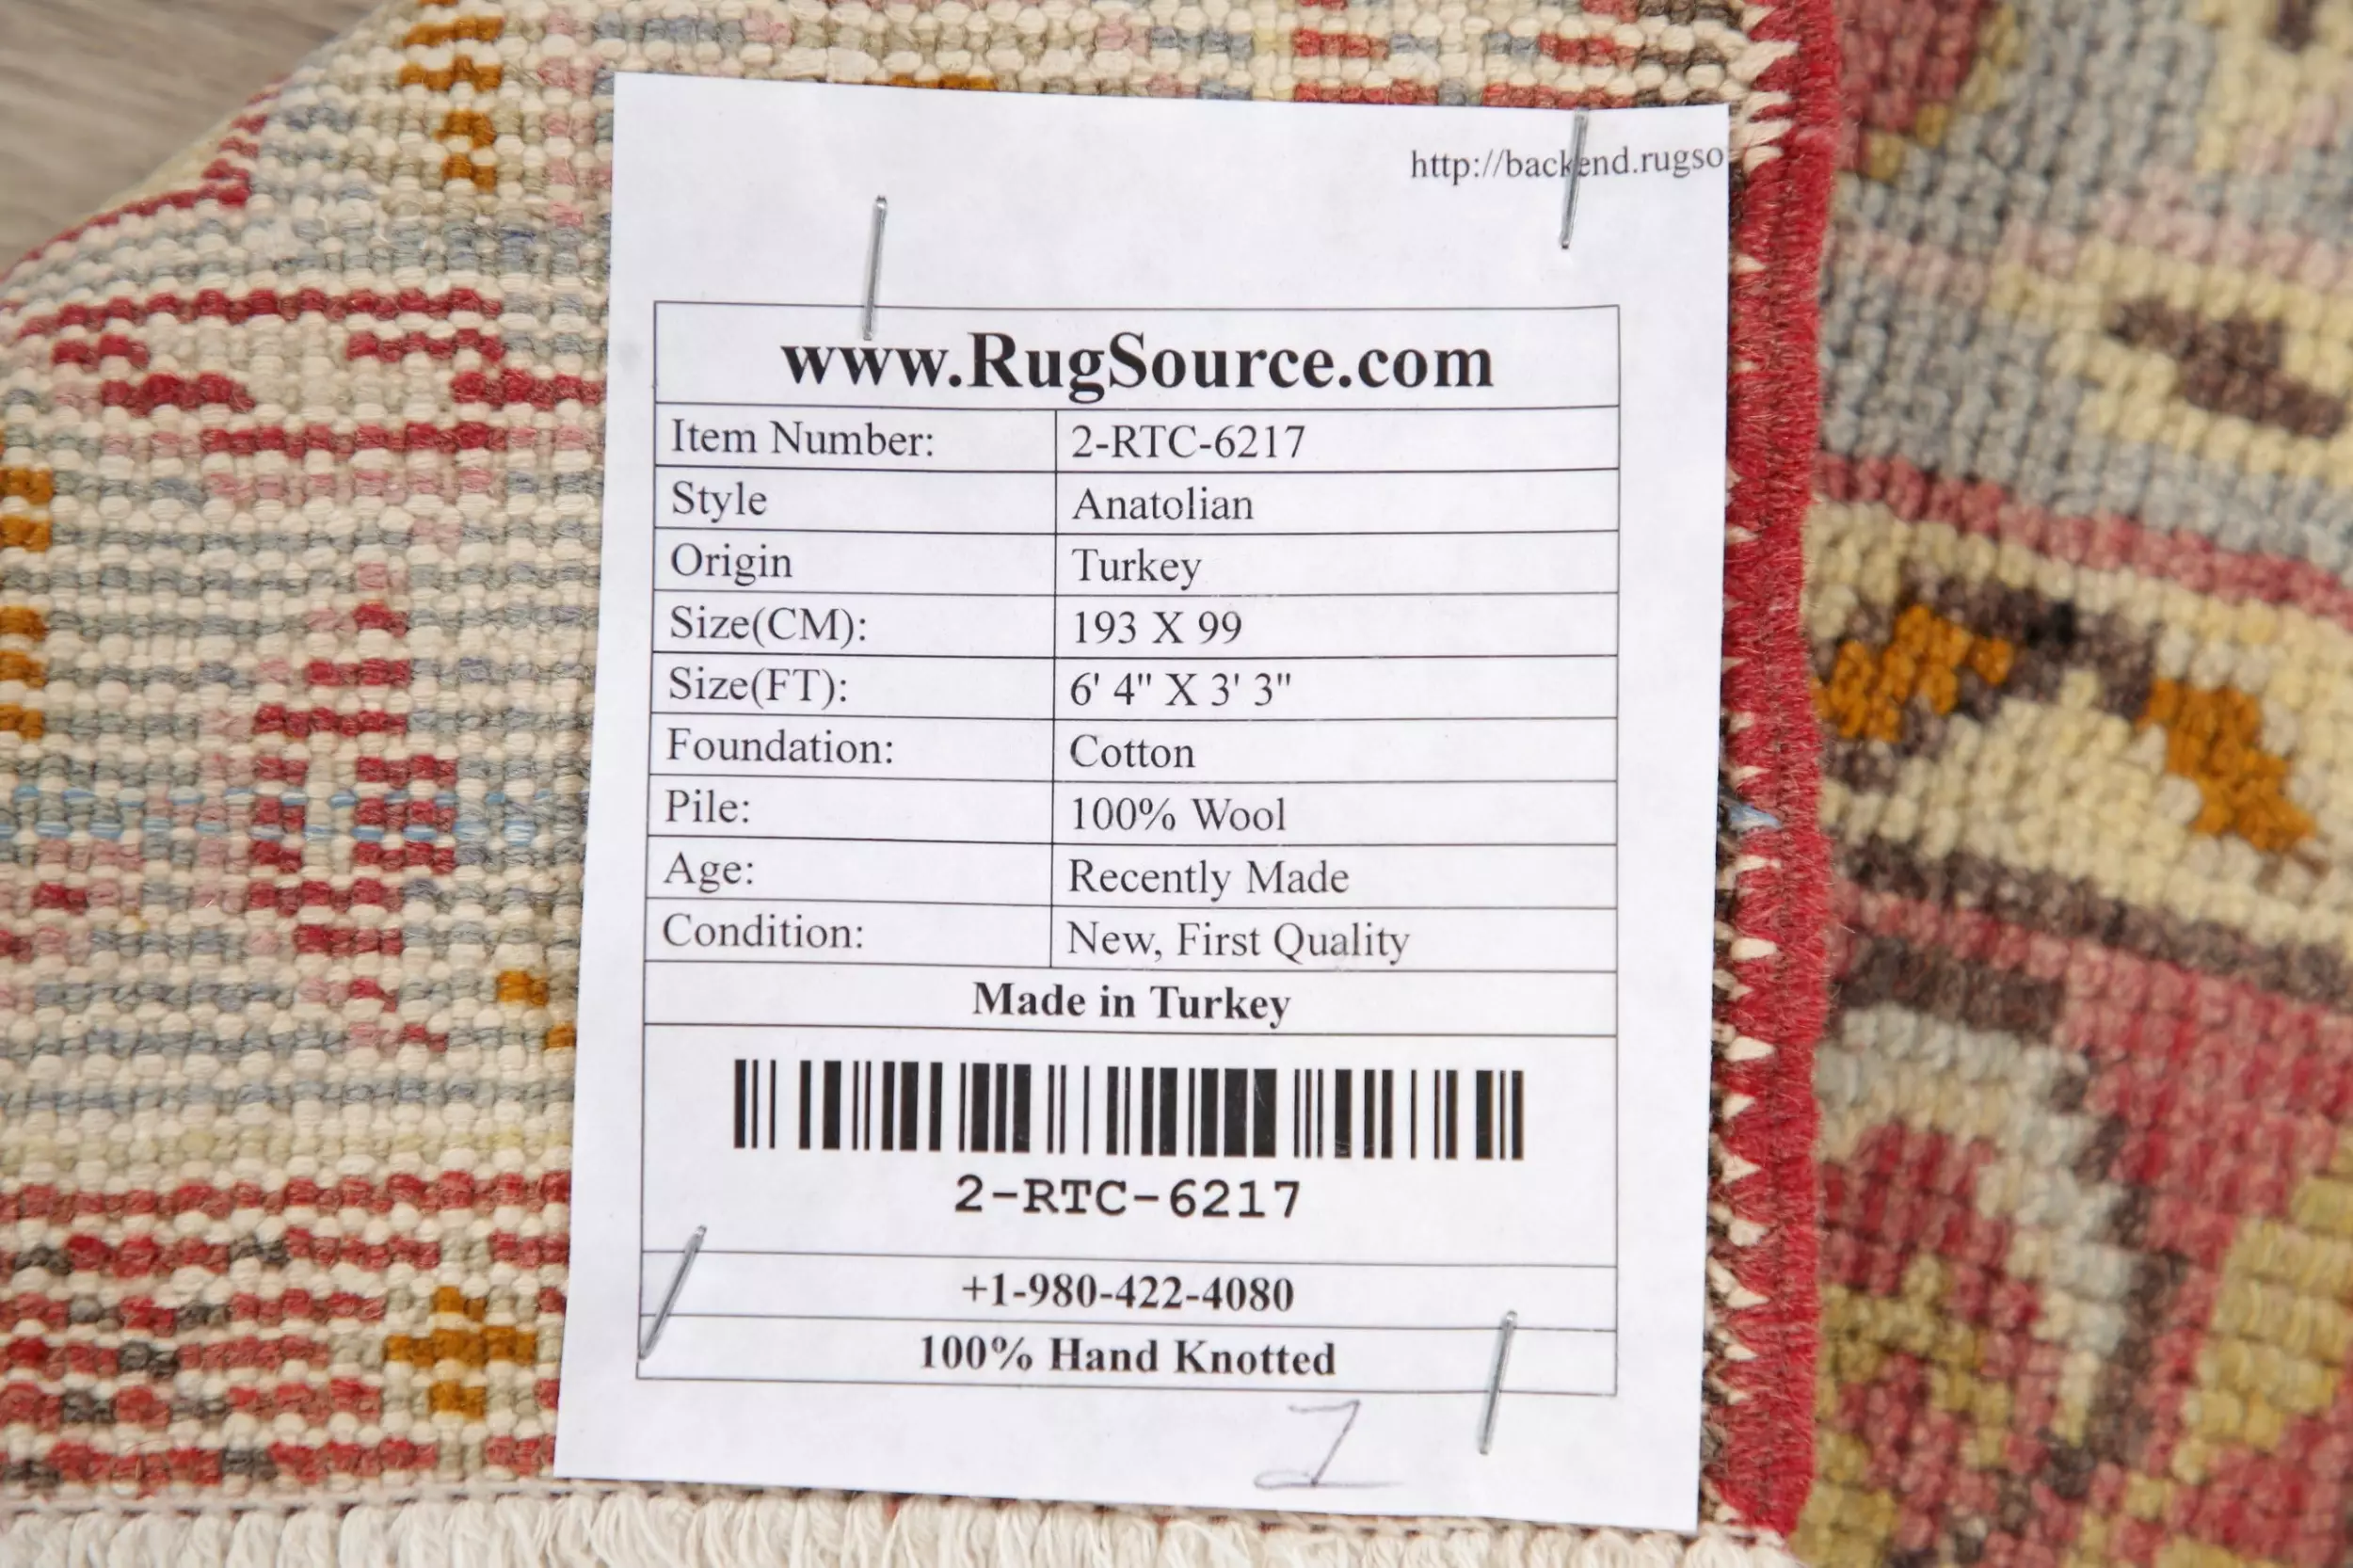 http://backend.rugso
www.RugSource.com
Item Number: 2-RTC-6217
Style Anatolian
Origin Turkey
Size(CM): 193 X 99
Size(FT): 6' 4" X 3' 3"
Foundation: Cotton
Pile: 100% Wool
Age: Recently Made
Condition: New, First Quality
Made in Turkey
2-RTC-6217
+1-980-422-4080
100% Hand Knotted